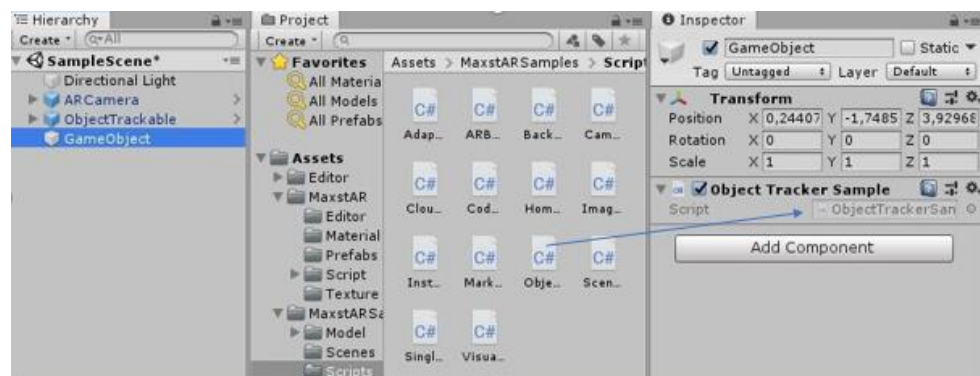 Hierarchy
Create
All
SampleScene*
Directional Light
ARCamera
ObjectTrackable
GameObject
Project
Create
Favorites
All Materia
All Models
All Prefabs
Assets
Editor
MaxstAR
Editor
Material
Prefabs
Script
Texture
MaxstARSa
Model
Scenes
Scripts
Assets > MaxstARSamples > Script
C# C# C# C#
Adap... ARB... Back... Cam...
C# C# C# C#
Clou... Cod... Hom... Imag...
C# C# C# C#
Inst... Mark... Obje... Scen...
C# C#
Singl... Visua...
Inspector
GameObject Static
Tag Untagged Layer Default
Transform
Position X 0,24407 Y -1,7485 Z 3,92968
Rotation X 0 Y 0 Z 0
Scale X 1 Y 1 Z 1
Object Tracker Sample
Script ObjectTrackerSan
Add Component